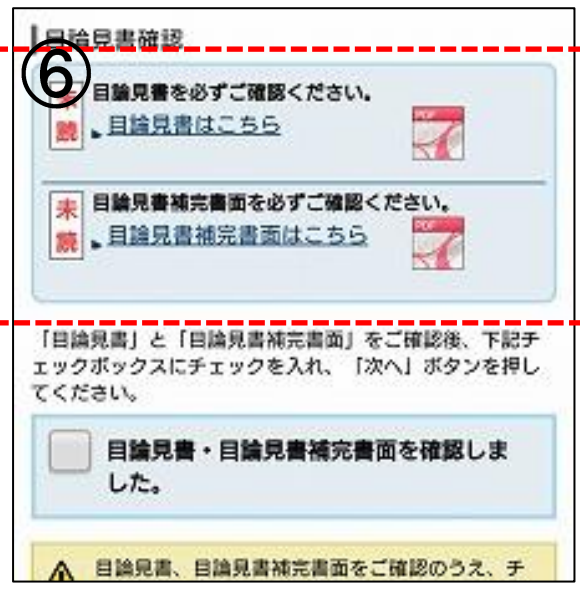 目論見書確認
⑥
未読
目論見書を必ずご確認ください。
目論見書はこちら
PDF
未読
目論見書補完書面を必ずご確認ください。
目論見書補完書面はこちら
PDF
「目論見書」と「目論見書補完書面」をご確認後、下記チ
ェックボックスにチェックを入れ、「次へ」ボタンを押し
てください。
目論見書・目論見書補完書面を確認しま
した。
目論見書、目論見書補完書面をご確認のうえ、チ